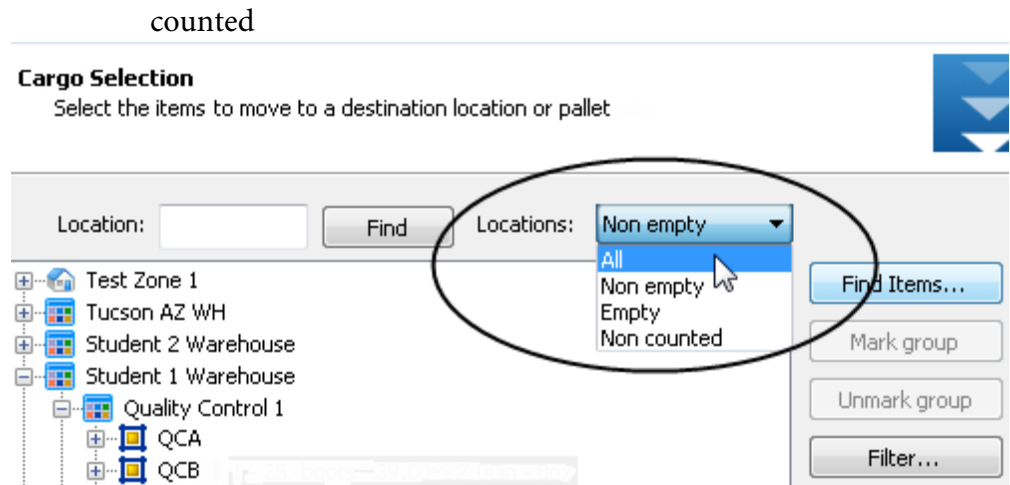 counted
Cargo Selection
Select the items to move to a destination location or pallet
Location: Find Locations: Non empty
All
Non empty
Empty
Non counted
Find Items...
Mark group
Unmark group
Filter...
Test Zone 1
Tucson AZ WH
Student 2 Warehouse
Student 1 Warehouse
Quality Control 1
QCA
QCB